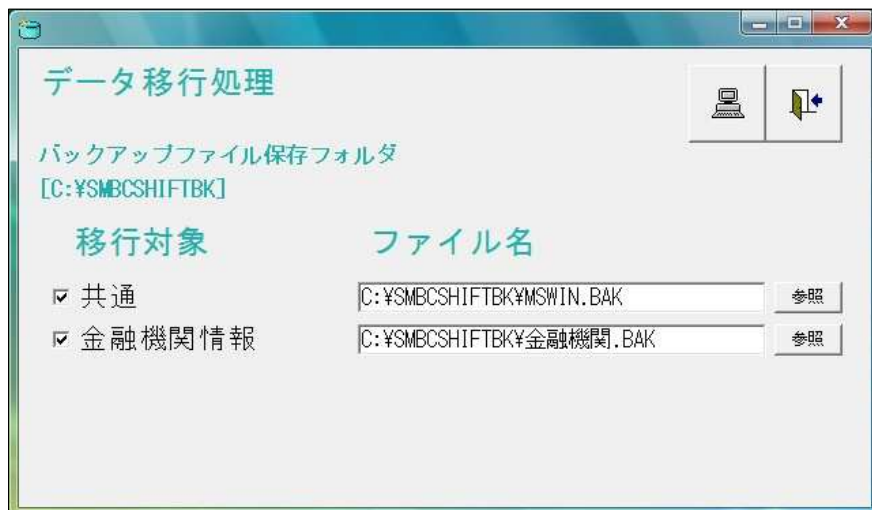 データ移行処理
バックアップファイル保存フォルダ
[C:¥SMBCSHIFTBK]
移行対象 ファイル名
共通 C:¥SMBCSHIFTBK¥MSWIN.BAK 参照
金融機関情報 C:¥SMBCSHIFTBK¥金融機関.BAK 参照